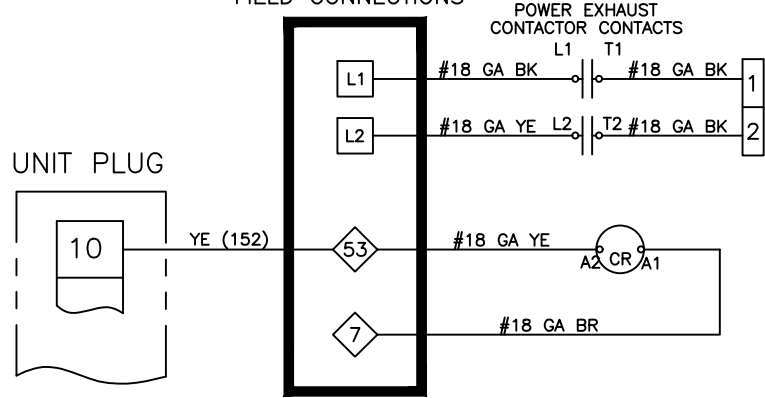 FIELD CONNECTIONS
POWER EXHAUST
CONTACTOR CONTACTS
L1 T1
L1 #18 GA BK #18 GA BK 1
L2 #18 GA YE L2 T2 #18 GA BK 2
UNIT PLUG
10 YE (152) 53 #18 GA YE A2 CR A1
7 #18 GA BR